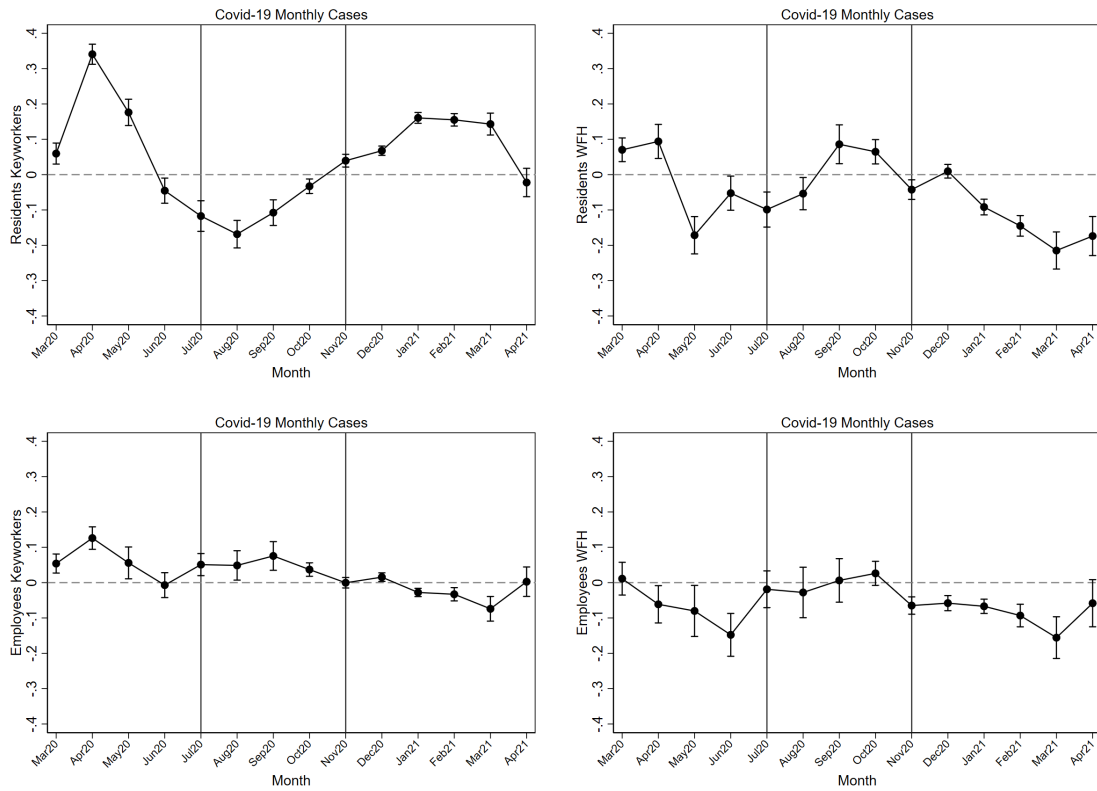 Covid-19 Monthly Cases
Residents Keyworkers
.4
.3
.2
.1
0
-.1
-.2
-.3
-.4
Mar20 Apr20 May20 Jun20 Jul20 Aug20 Sep20 Oct20 Nov20 Dec20 Jan21 Feb21 Mar21 Apr21
Month
Covid-19 Monthly Cases
Residents WFH
.4
.3
.2
.1
0
-.1
-.2
-.3
-.4
Mar20 Apr20 May20 Jun20 Jul20 Aug20 Sep20 Oct20 Nov20 Dec20 Jan21 Feb21 Mar21 Apr21
Month
Covid-19 Monthly Cases
Employees Keyworkers
.4
.3
.2
.1
0
-.1
-.2
-.3
-.4
Mar20 Apr20 May20 Jun20 Jul20 Aug20 Sep20 Oct20 Nov20 Dec20 Jan21 Feb21 Mar21 Apr21
Month
Covid-19 Monthly Cases
Employees WFH
.4
.3
.2
.1
0
-.1
-.2
-.3
-.4
Mar20 Apr20 May20 Jun20 Jul20 Aug20 Sep20 Oct20 Nov20 Dec20 Jan21 Feb21 Mar21 Apr21
Month